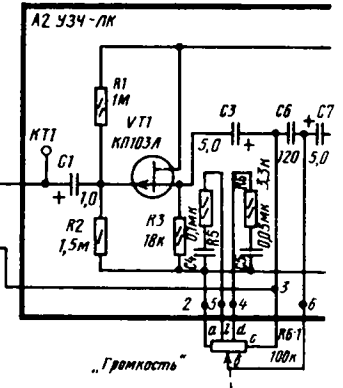 А2 УЗЧ-ЛК
R1
1М
VT1
КП103А
КТ1
C1
+
1,0
C3
+
5,0
C6
120
+
C7
5,0
R2
1,5М
R3
18к
0,1мк
C4
R5
3,3к
0,05мк
2
5
4
3
6
a
d
c
R6·1
100к
б
„Громкость"